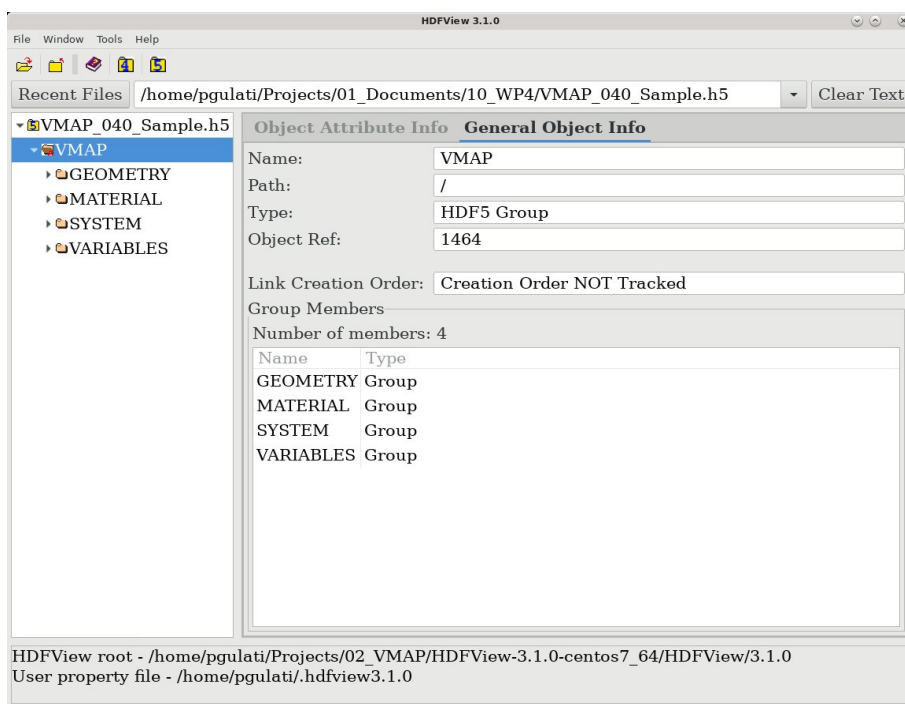 HDFView 3.1.0
File Window Tools Help
4 5
Recent Files /home/pgulati/Projects/01_Documents/10_WP4/VMAP_040_Sample.h5 Clear Text
VMAP_040_Sample.h5
VMAP
GEOMETRY
MATERIAL
SYSTEM
VARIABLES
Object Attribute Info General Object Info
Name: VMAP
Path: /
Type: HDF5 Group
Object Ref: 1464
Link Creation Order: Creation Order NOT Tracked
Group Members
Number of members: 4
Name Type
GEOMETRY Group
MATERIAL Group
SYSTEM Group
VARIABLES Group
HDFView root - /home/pgulati/Projects/02_VMAP/HDFView-3.1.0-centos7_64/HDFView/3.1.0
User property file - /home/pgulati/.hdfview3.1.0